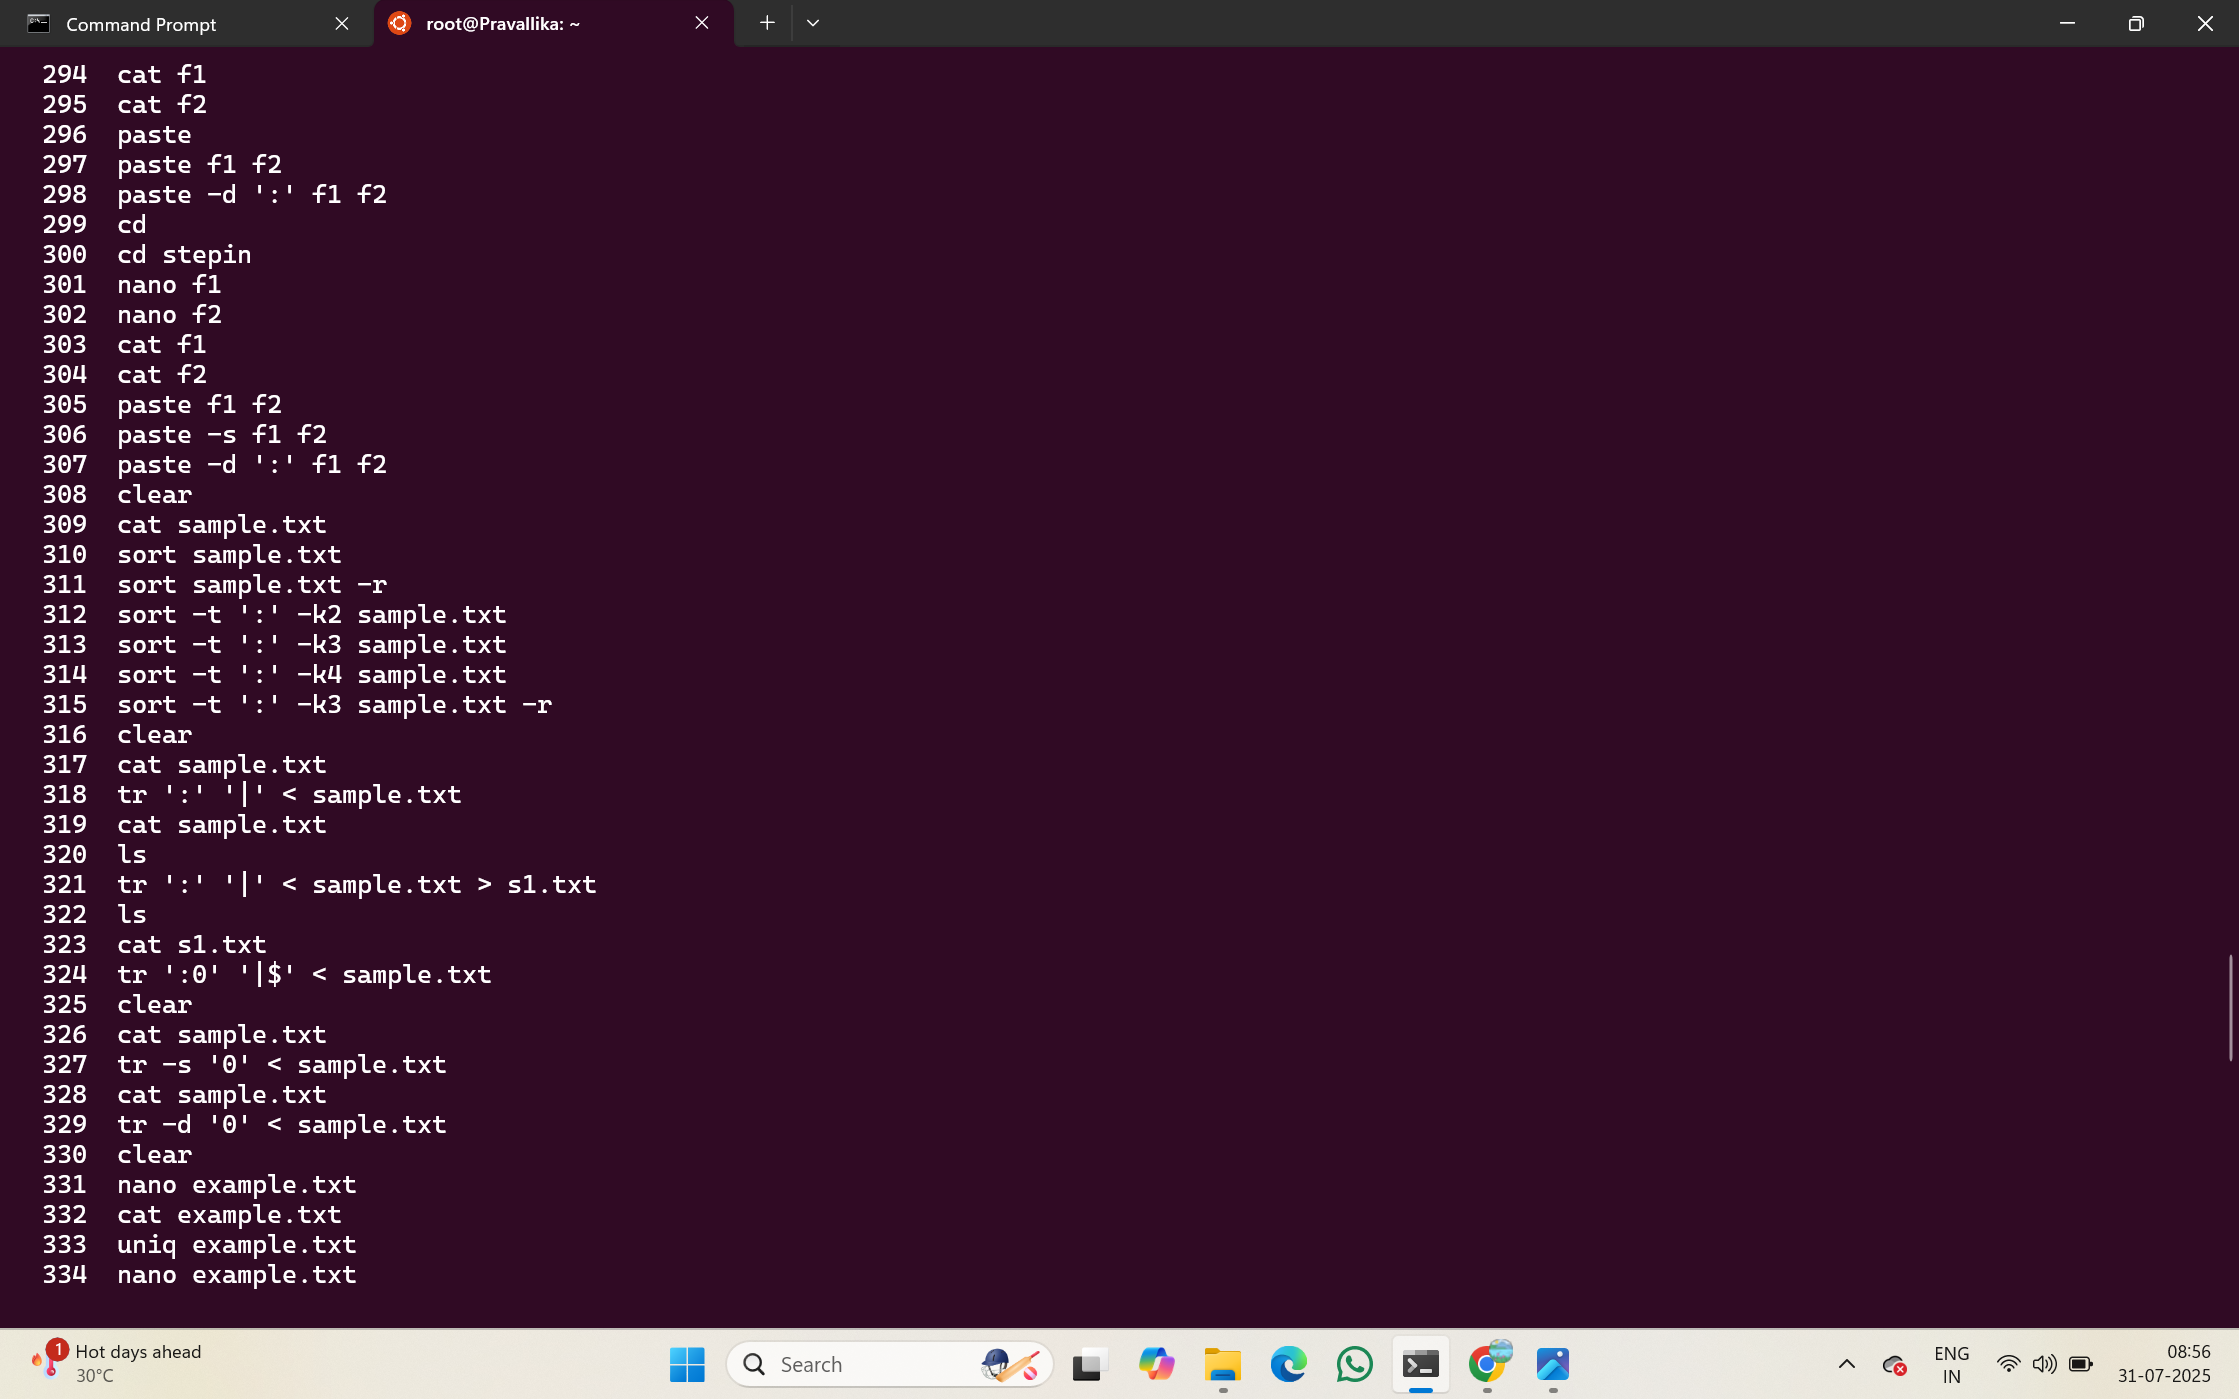 Command Prompt
root@Pravallika: ~
294 cat f1
295 cat f2
296 paste
297 paste f1 f2
298 paste -d ':' f1 f2
299 cd
300 cd stepin
301 nano f1
302 nano f2
303 cat f1
304 cat f2
305 paste f1 f2
306 paste -s f1 f2
307 paste -d ':' f1 f2
308 clear
309 cat sample.txt
310 sort sample.txt
311 sort sample.txt -r
312 sort -t ':' -k2 sample.txt
313 sort -t ':' -k3 sample.txt
314 sort -t ':' -k4 sample.txt
315 sort -t ':' -k3 sample.txt -r
316 clear
317 cat sample.txt
318 tr ':' '|' < sample.txt
319 cat sample.txt
320 ls
321 tr ':' '|' < sample.txt > s1.txt
322 ls
323 cat s1.txt
324 tr ':0' '|$' < sample.txt
325 clear
326 cat sample.txt
327 tr -s '0' < sample.txt
328 cat sample.txt
329 tr -d '0' < sample.txt
330 clear
331 nano example.txt
332 cat example.txt
333 uniq example.txt
334 nano example.txt
1
Hot days ahead
30°C
Search
ENG
IN
08:56
31-07-2025